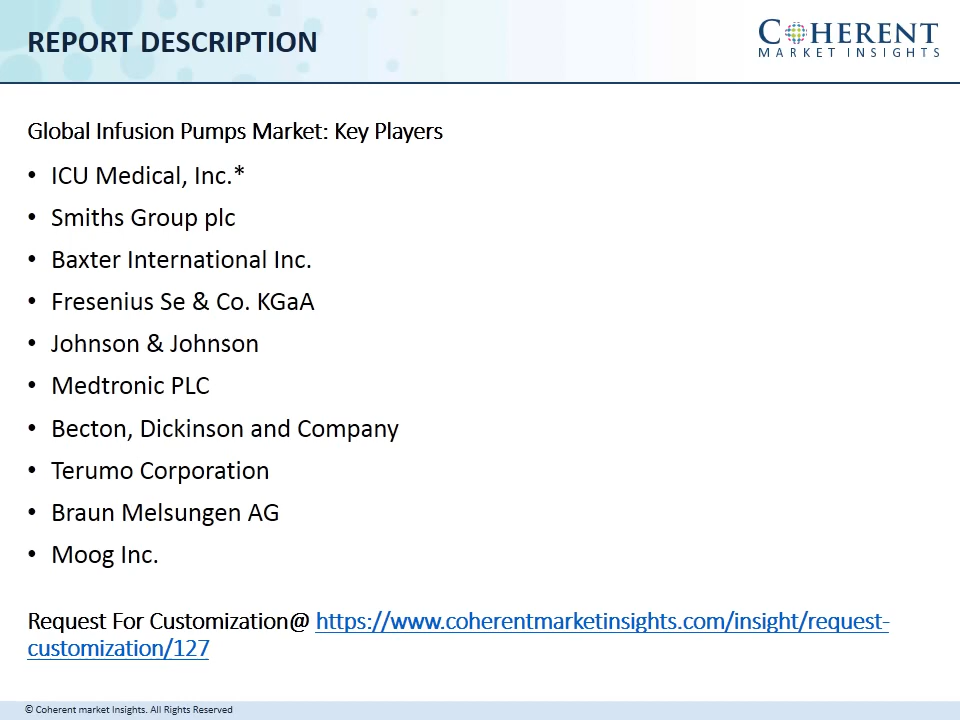 REPORT DESCRIPTION
COHERENT
MARKET INSIGHTS
Global Infusion Pumps Market: Key Players
• ICU Medical, Inc.*
• Smiths Group plc
• Baxter International Inc.
• Fresenius Se & Co. KGaA
• Johnson & Johnson
• Medtronic PLC
• Becton, Dickinson and Company
• Terumo Corporation
• Braun Melsungen AG
• Moog Inc.
Request For Customization@ https://www.coherentmarketinsights.com/insight/request-
customization/127
© Coherent market Insights. All Rights Reserved